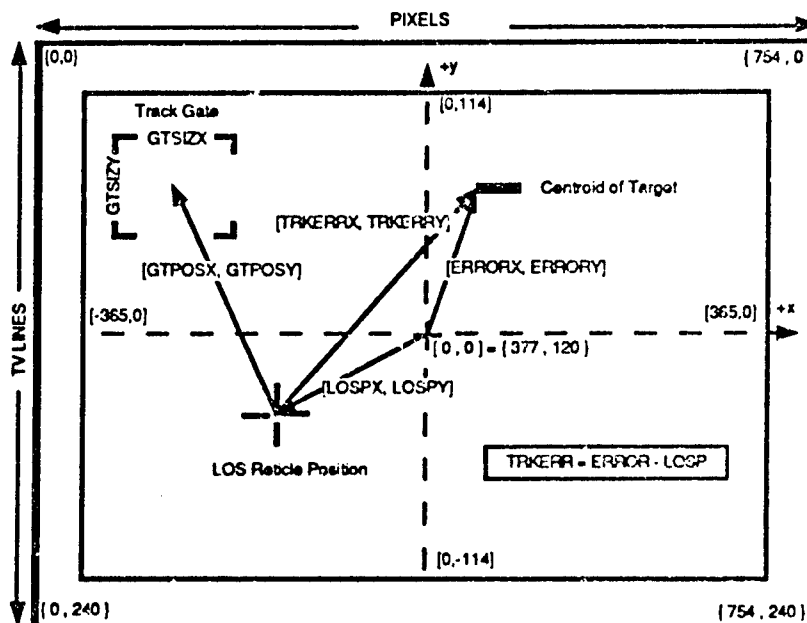 PIXELS
[0,0]
{ 754 , 0
+y
Track Gate
[0,114]
GTSIZX
GTSIZY
Centroid of Target
[TRKERRX, TRKERRY]
[GTPOSX, GTPOSY]
[ERRORX, ERRORY]
TV LINES
[-365,0]
[365,0]
+x
[ 0 , 0 ] = { 377 , 120 }
[LOSPX, LOSPY]
LOS Reticle Position
TRKERR = ERROR - LOSP
[0,-114]
{ 0 , 240 }
{ 754 , 240 }